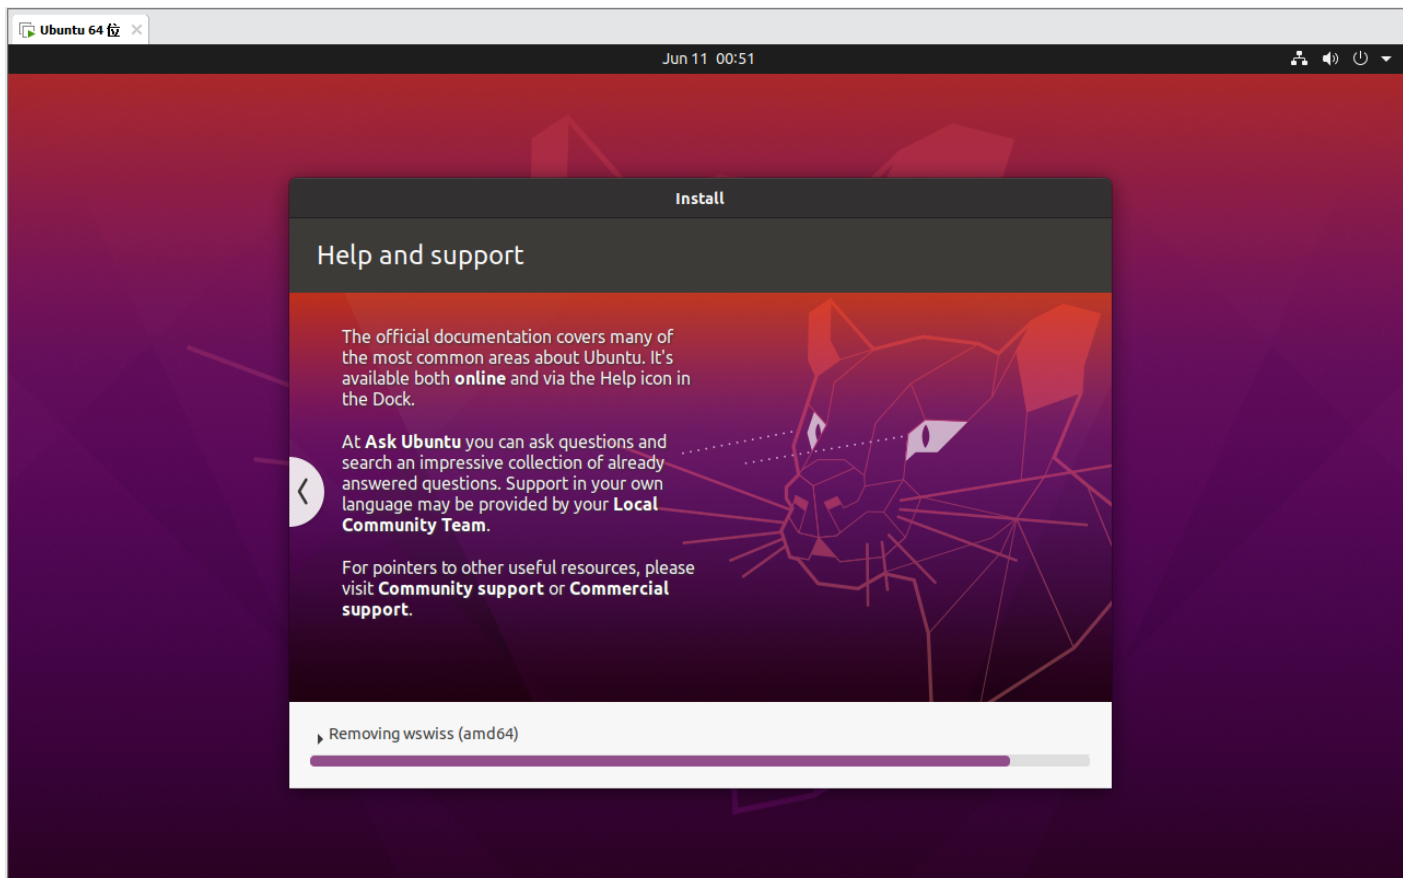 Ubuntu 64 位
Jun 11 00:51
Install
Help and support
The official documentation covers many of
the most common areas about Ubuntu. It's
available both online and via the Help icon in
the Dock.
At Ask Ubuntu you can ask questions and
search an impressive collection of already
answered questions. Support in your own
language may be provided by your Local
Community Team.
For pointers to other useful resources, please
visit Community support or Commercial
support.
Removing wswiss (amd64)